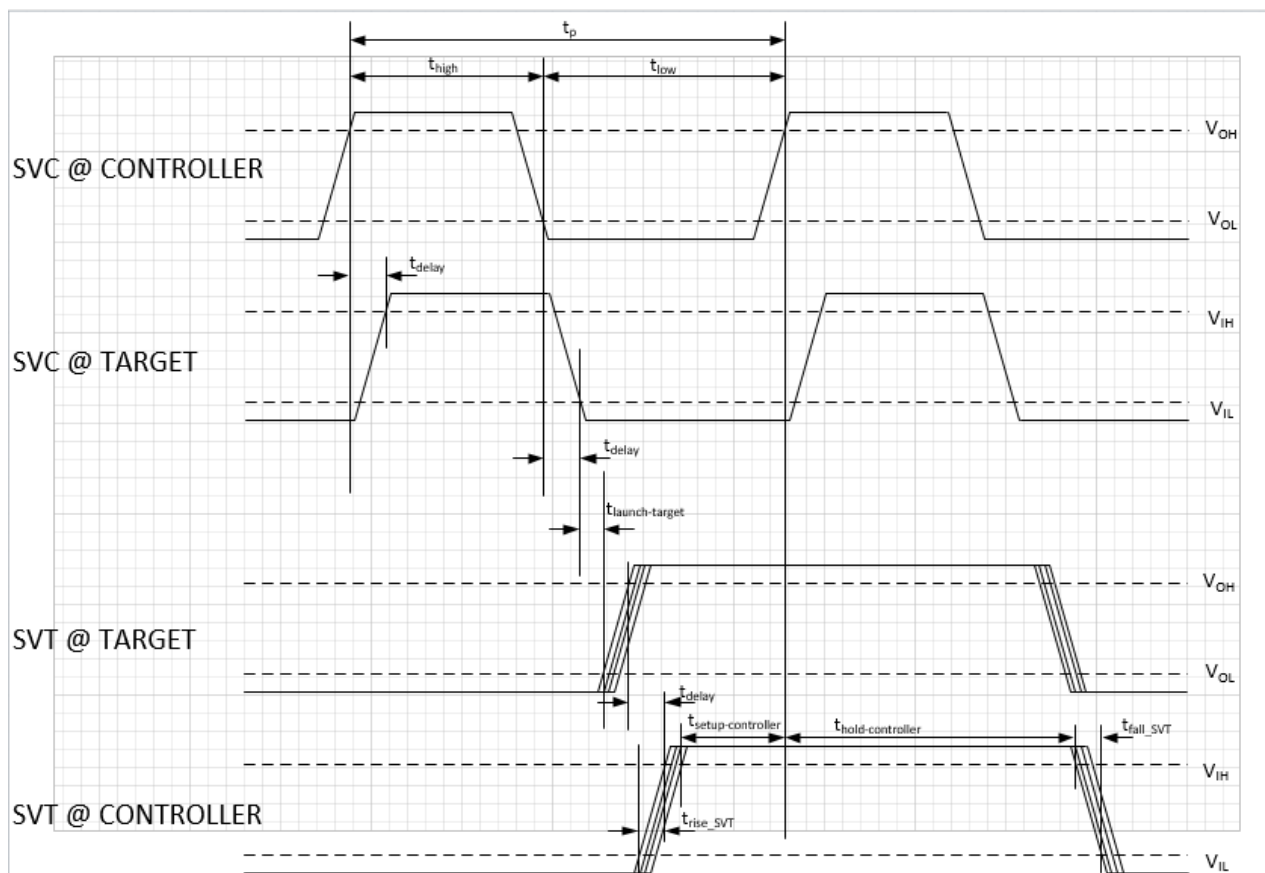 tp
thigh
tlow
VOH
SVC @ CONTROLLER
VOL
tdelay
VIH
SVC @ TARGET
VIL
tdelay
tlaunch-target
VOH
SVT @ TARGET
VOL
tdelay
tsetup-controller
thold-controller
tfall_SVT
VIH
SVT @ CONTROLLER
trise_SVT
VIL